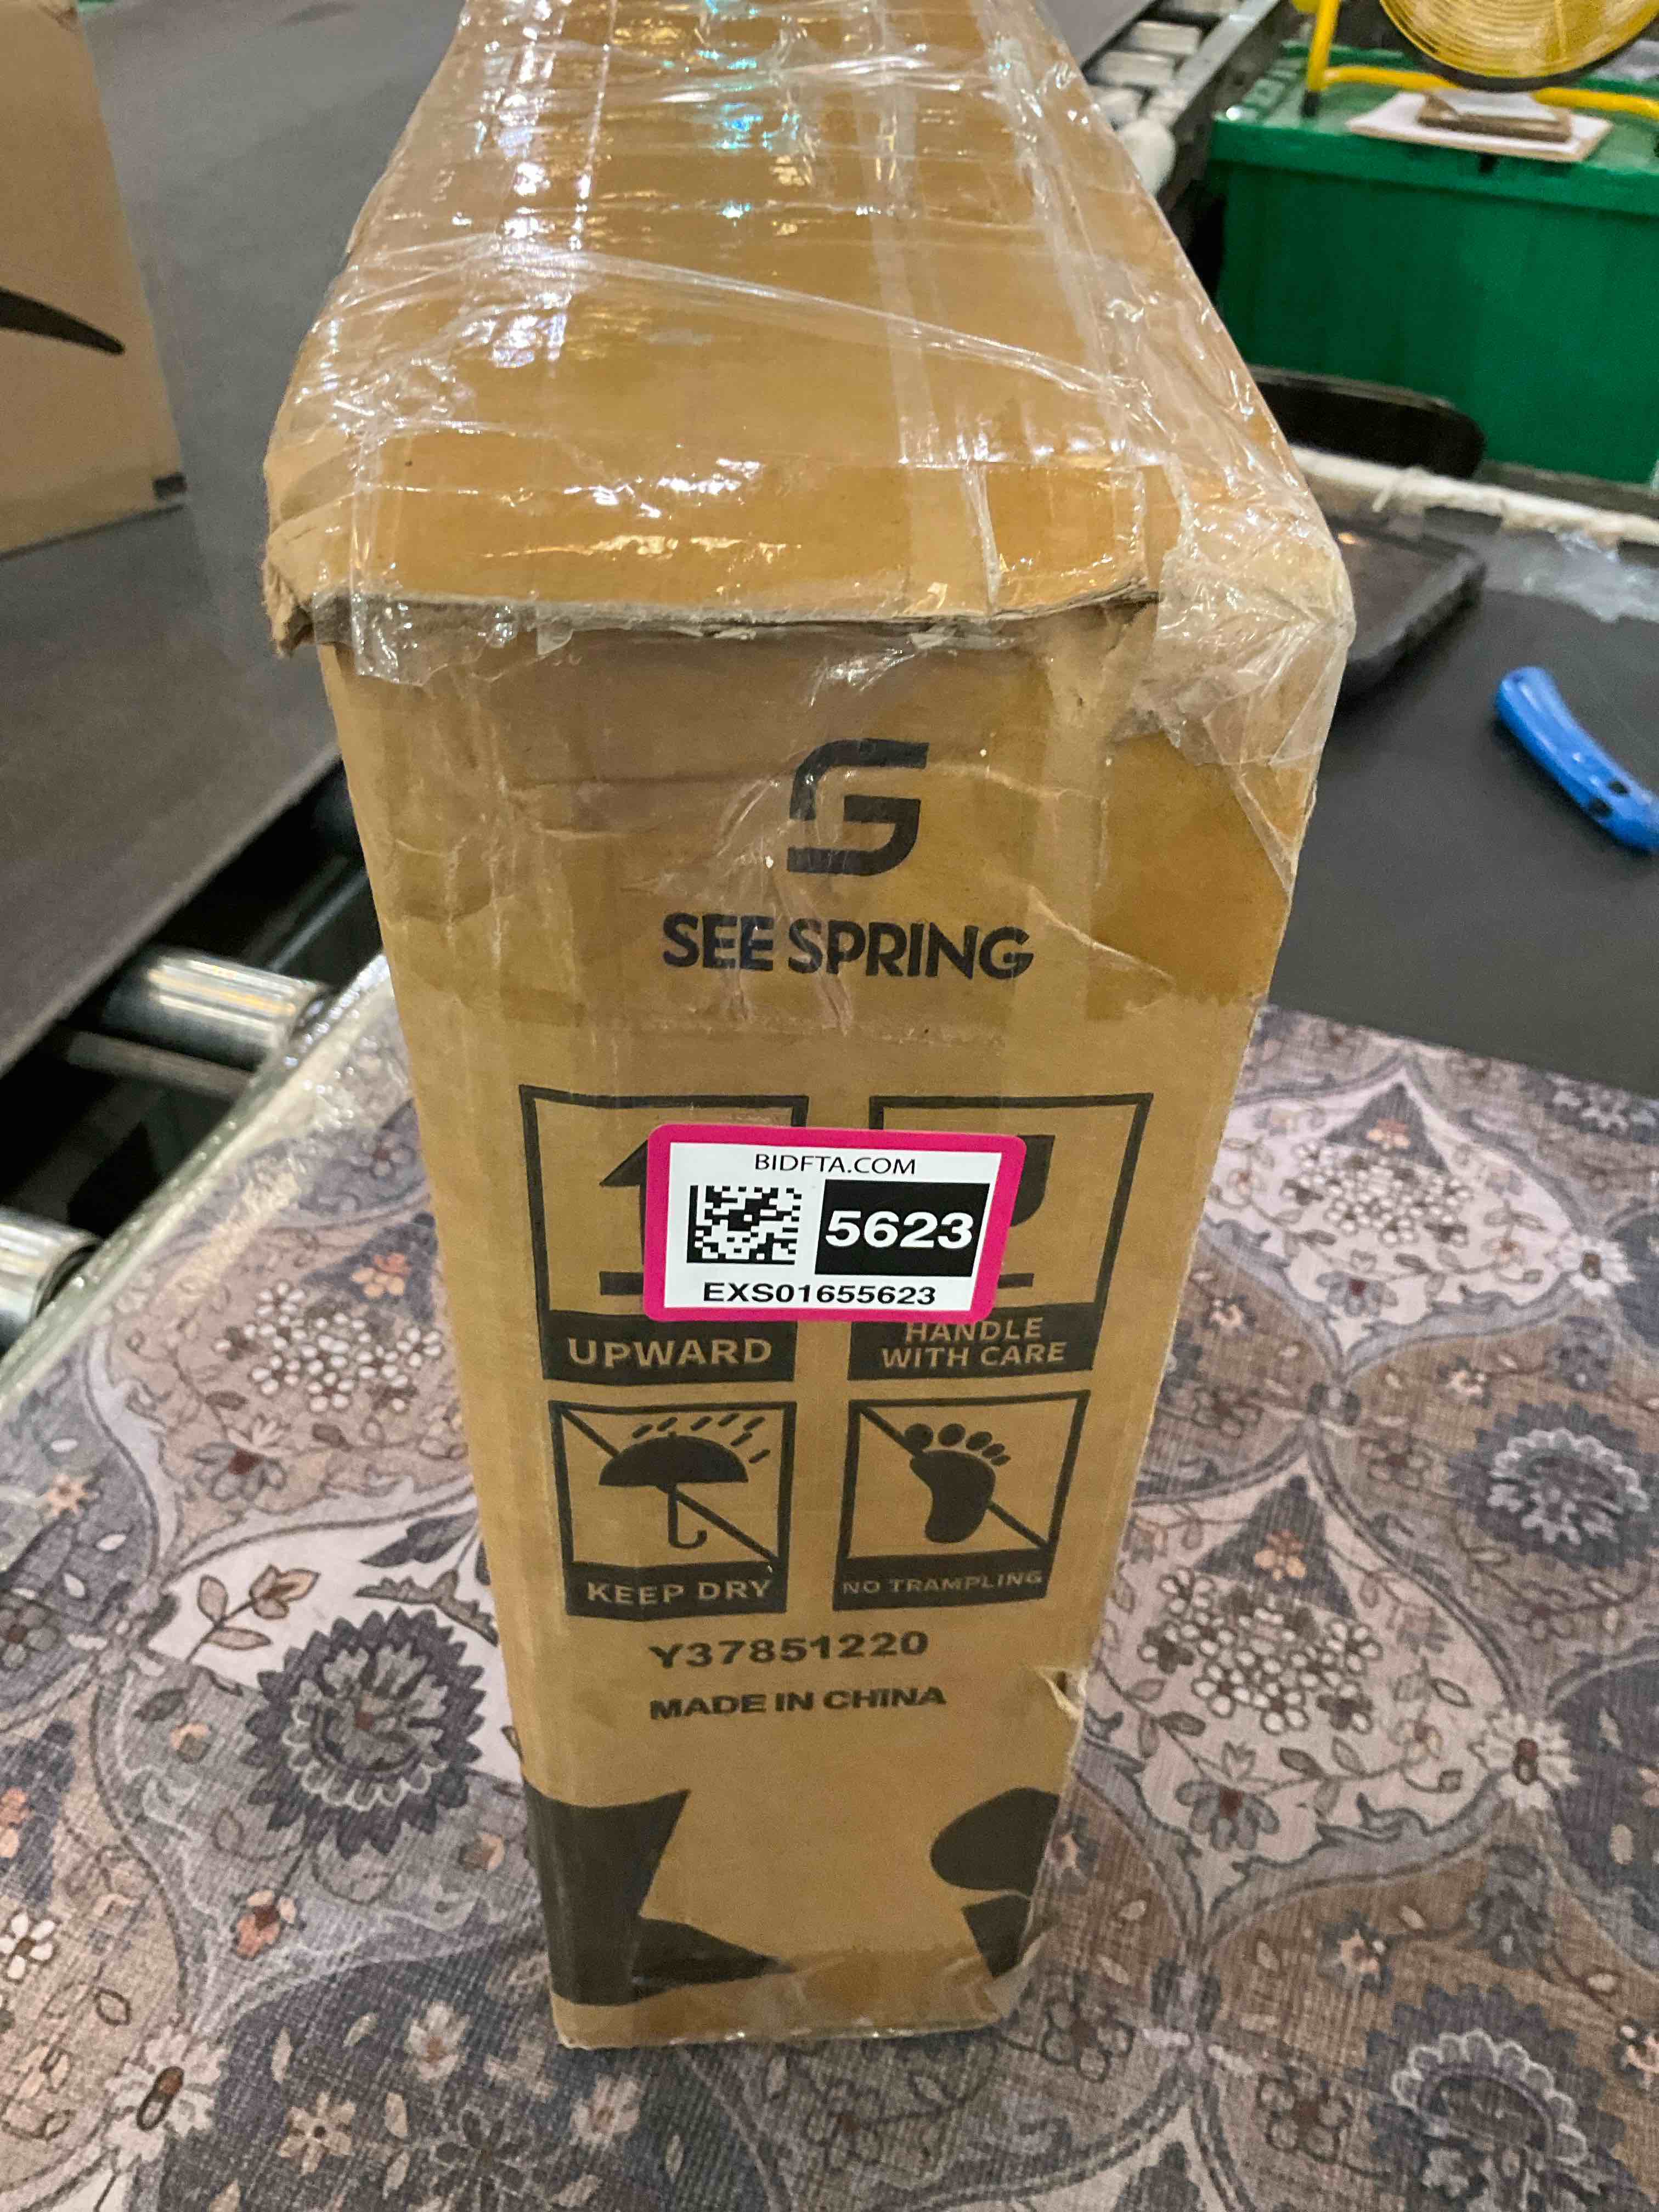 SEE SPRING
BIDFTA.COM
5623
EXS01655623
UPWARD
HANDLE
WITH CARE
KEEP DRY
NO TRAMPLING
Y37851220
MADE IN CHINA